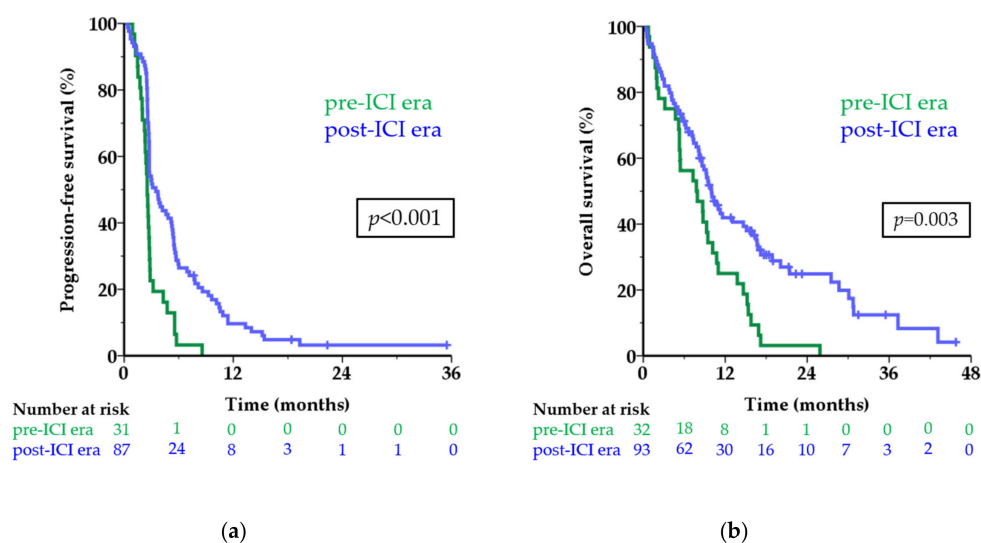 100
80
60
40
20
0
Progression-free survival (%)
pre-ICI era
post-ICI era
p<0.001
0 12 24 36
Time (months)
Number at risk
pre-ICI era 31 1 0 0 0 0 0
post-ICI era 87 24 8 3 1 1 0
(a)
100
80
60
40
20
0
Overall survival (%)
pre-ICI era
post-ICI era
p=0.003
0 12 24 36 48
Time (months)
Number at risk
pre-ICI era 32 18 8 1 1 0 0 0 0
post-ICI era 93 62 30 16 10 7 3 2 0
(b)